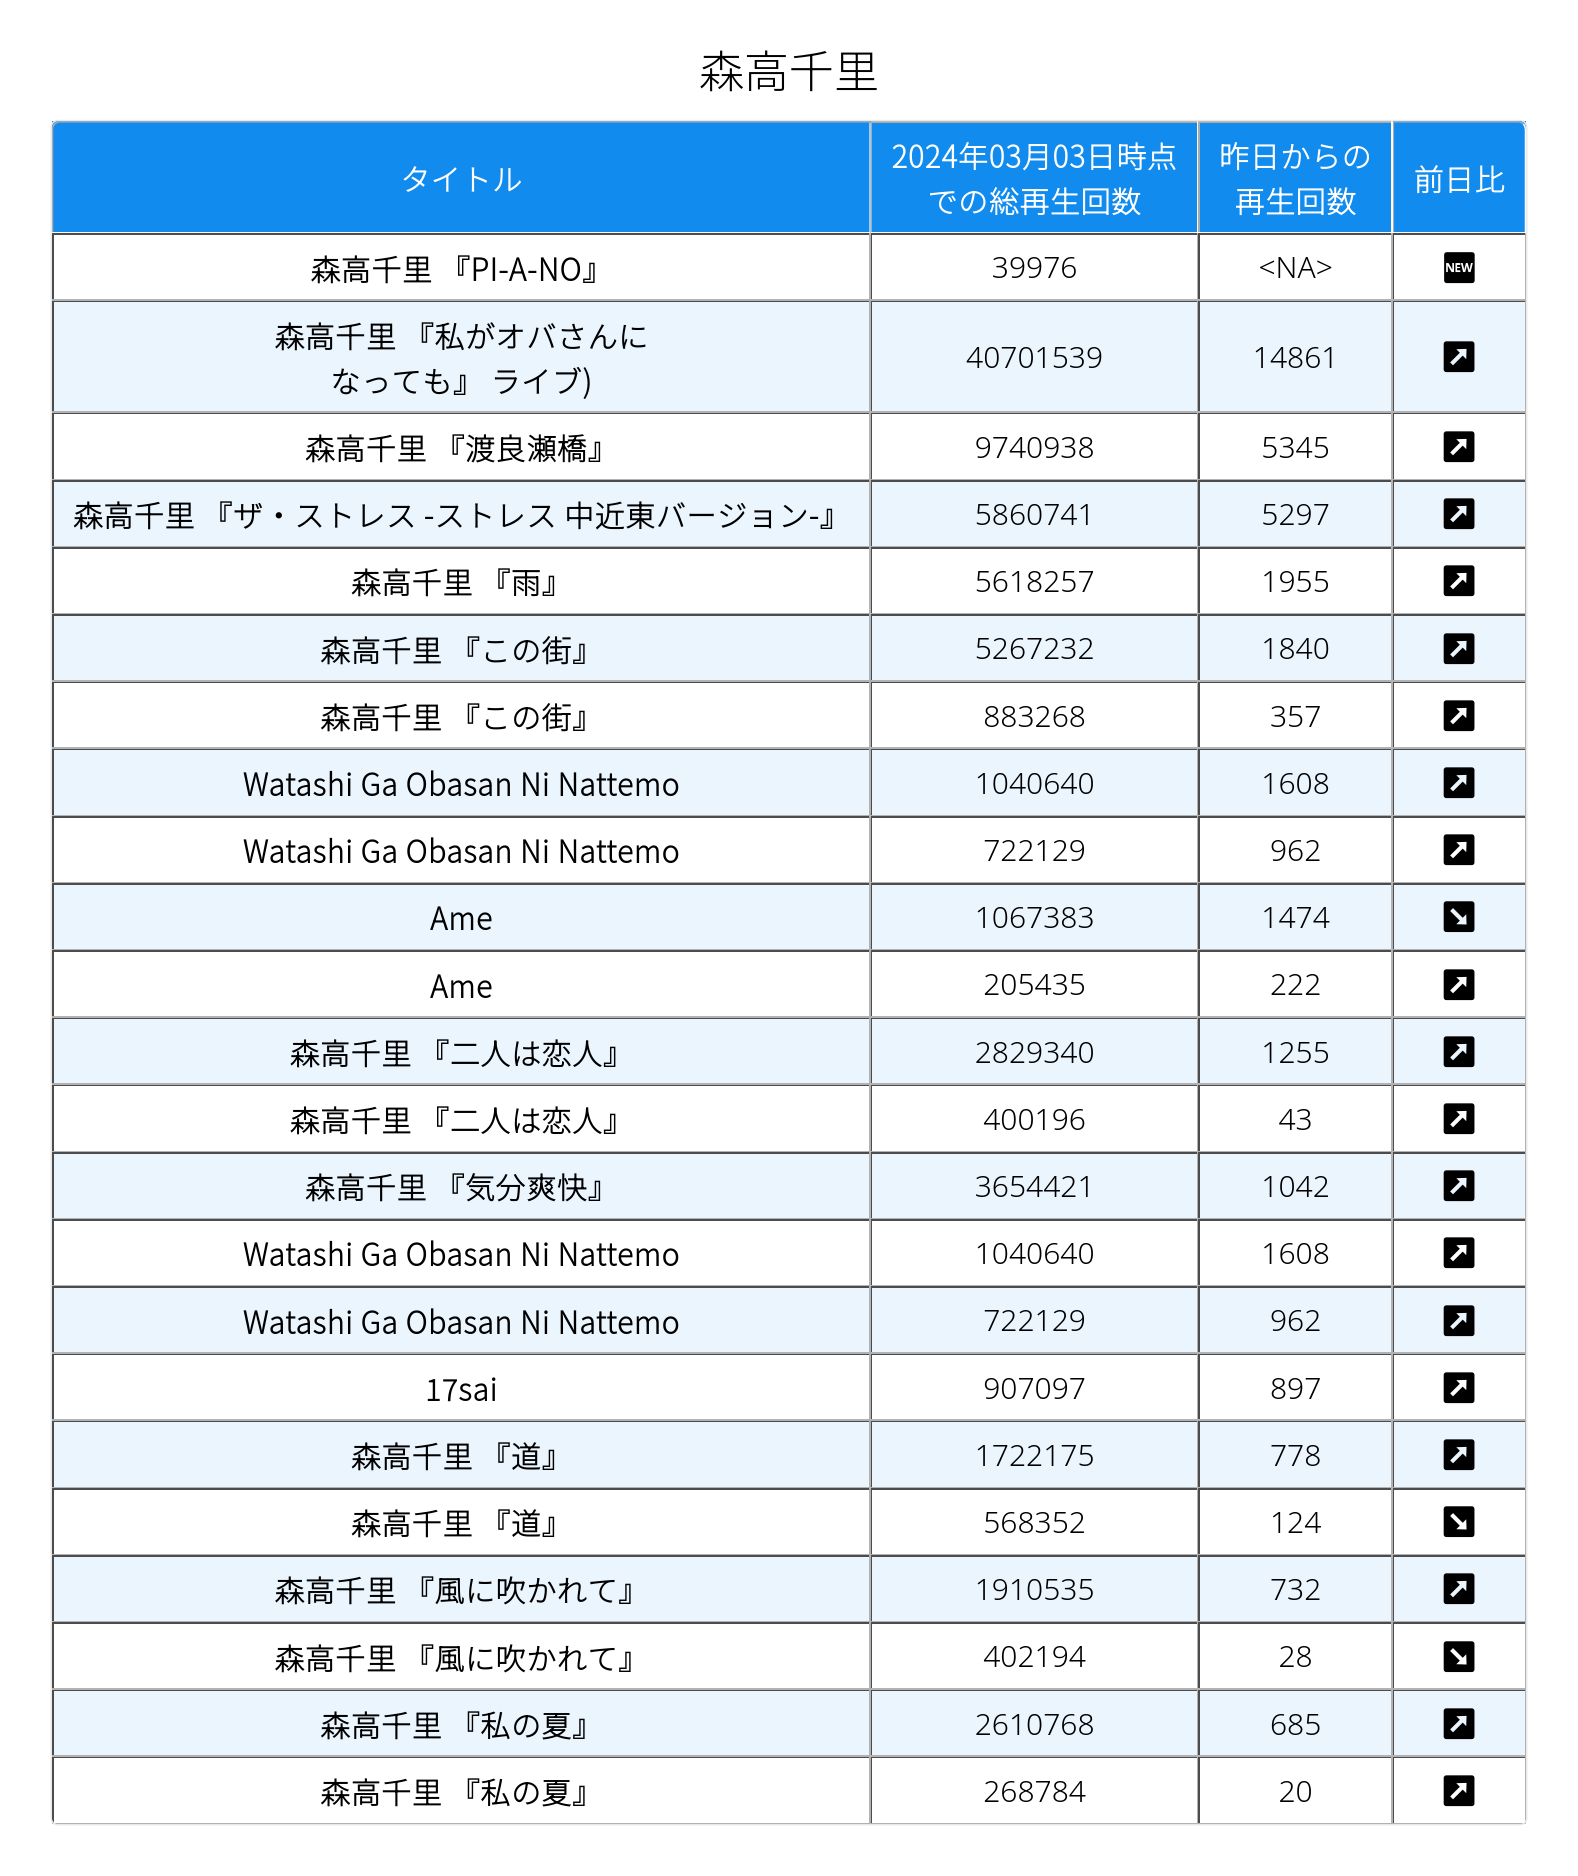 森高千里
タイトル 2024年03月03日時点での総再生回数 昨日からの再生回数 前日比
森高千里 『PI-A-NO』 39976 <NA> NEW
森高千里 『私がオバさんに
なっても』 ライブ) 40701539 14861
森高千里 『渡良瀬橋』 9740938 5345
森高千里 『ザ・ストレス -ストレス 中近東バージョン-』 5860741 5297
森高千里 『雨』 5618257 1955
森高千里 『この街』 5267232 1840
森高千里 『この街』 883268 357
Watashi Ga Obasan Ni Nattemo 1040640 1608
Watashi Ga Obasan Ni Nattemo 722129 962
Ame 1067383 1474
Ame 205435 222
森高千里 『二人は恋人』 2829340 1255
森高千里 『二人は恋人』 400196 43
森高千里 『気分爽快』 3654421 1042
Watashi Ga Obasan Ni Nattemo 1040640 1608
Watashi Ga Obasan Ni Nattemo 722129 962
17sai 907097 897
森高千里 『道』 1722175 778
森高千里 『道』 568352 124
森高千里 『風に吹かれて』 1910535 732
森高千里 『風に吹かれて』 402194 28
森高千里 『私の夏』 2610768 685
森高千里 『私の夏』 268784 20